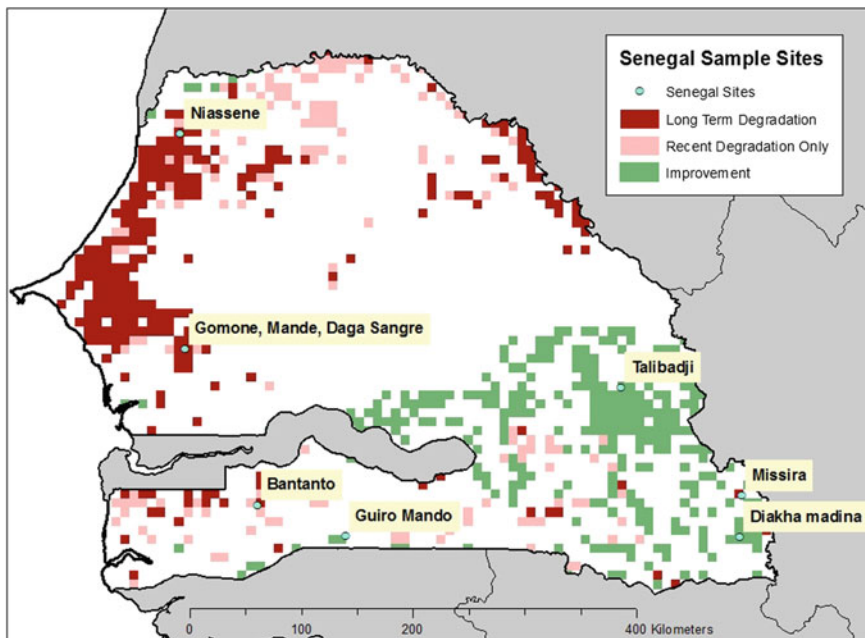 Senegal Sample Sites
Senegal Sites
Long Term Degradation
Recent Degradation Only
Improvement
Niassene
Gomone, Mande, Daga Sangre
Talibadji
Missira
Bantanto
Guiro Mando
Diakha madina
0 100 200 400 Kilometers